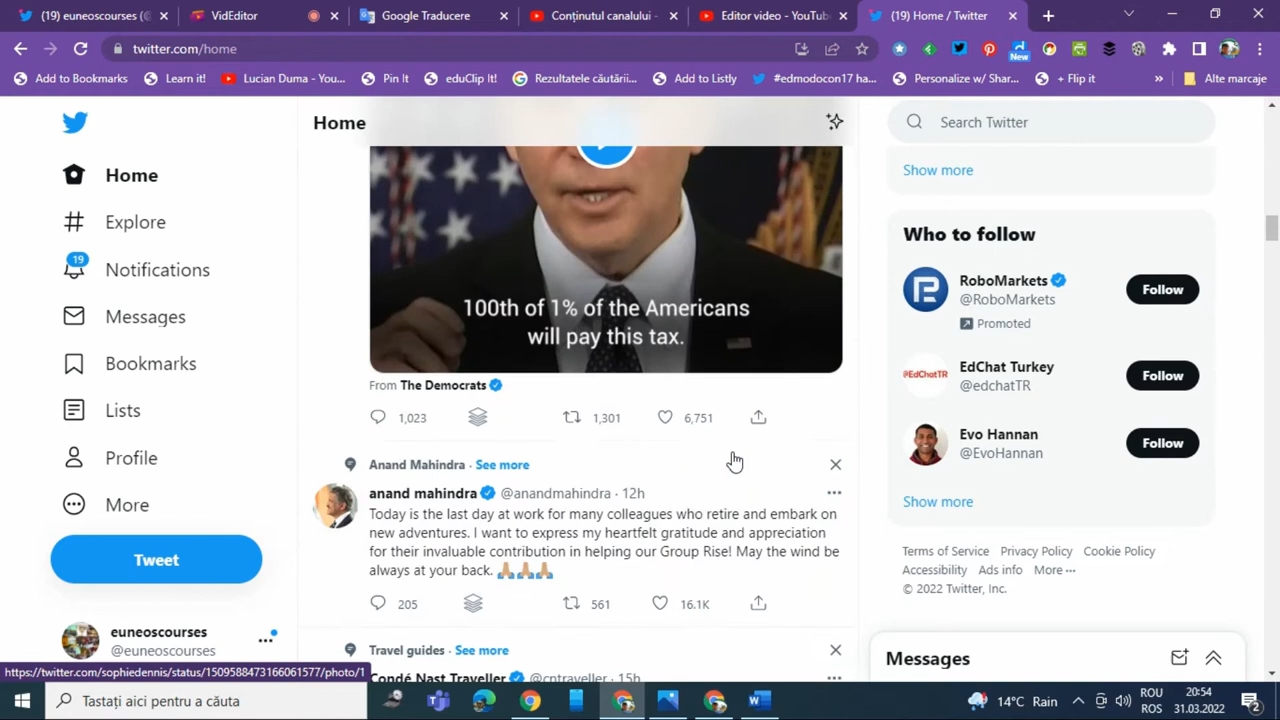 (19) euneoscourses (
VidEditor
Google Traducere
Conținutul canalului -
Editor video - YouTub
(19) Home / Twitter
twitter.com/home
New
Add to Bookmarks
Learn it!
Lucian Duma - You...
Pin It
eduClip It!
Rezultatele căutării...
Add to Listly
#edmodocon17 ha...
Personalize w/ Shar...
+ Flip it
»
Alte marcaje
Home
Explore
19
Notifications
Messages
Bookmarks
Lists
Profile
More
Tweet
euneoscourses
@euneoscourses
https://twitter.com/sophiedennis/status/1509588473166061577/photo/1
Home
100th of 1% of the Americans
will pay this tax.
From The Democrats
1,023
1,301
6,751
Anand Mahindra · See more
anand mahindra @anandmahindra · 12h
Today is the last day at work for many colleagues who retire and embark on
new adventures. I want to express my heartfelt gratitude and appreciation
for their invaluable contribution in helping our Group Rise! May the wind be
always at your back. 🙏🏼🙏🏼🙏🏼
205
561
16.1K
Travel guides · See more
Condé Nast Traveller @cntraveller · 15h
Search Twitter
Show more
Who to follow
RoboMarkets
@RoboMarkets
Promoted
Follow
@EdChatTR
EdChat Turkey
@edchatTR
Follow
Evo Hannan
@EvoHannan
Follow
Show more
Terms of Service Privacy Policy Cookie Policy
Accessibility Ads info More ···
© 2022 Twitter, Inc.
Messages
Tastați aici pentru a căuta
14°C Rain
ROU
ROS
20:54
31.03.2022
2